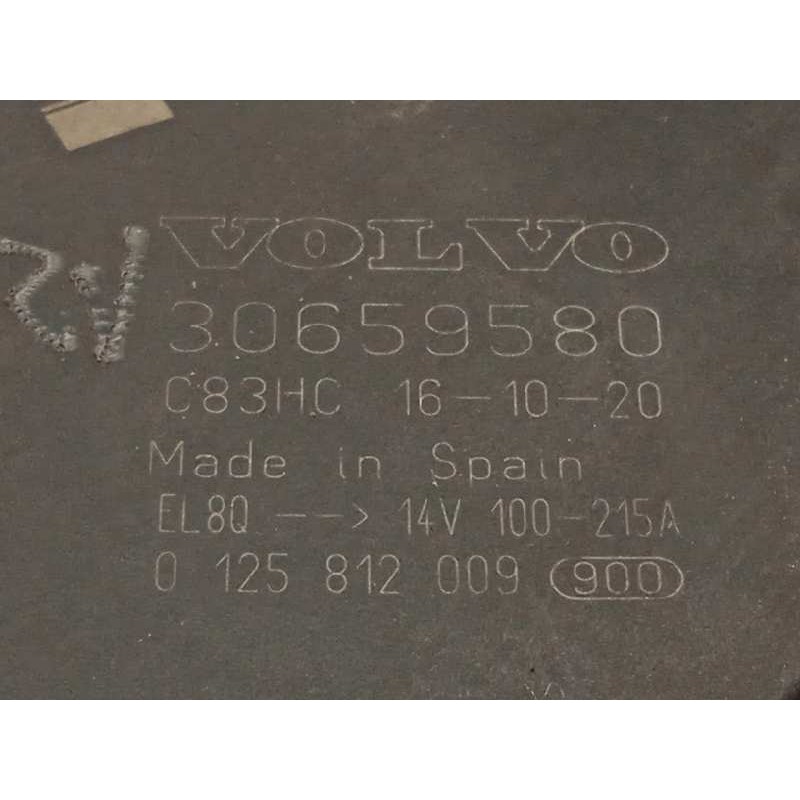 VOLVO
30659580
C83HC 16-10-20
Made in Spain
EL8Q --> 14V 100-215A
0 125 812 009 900